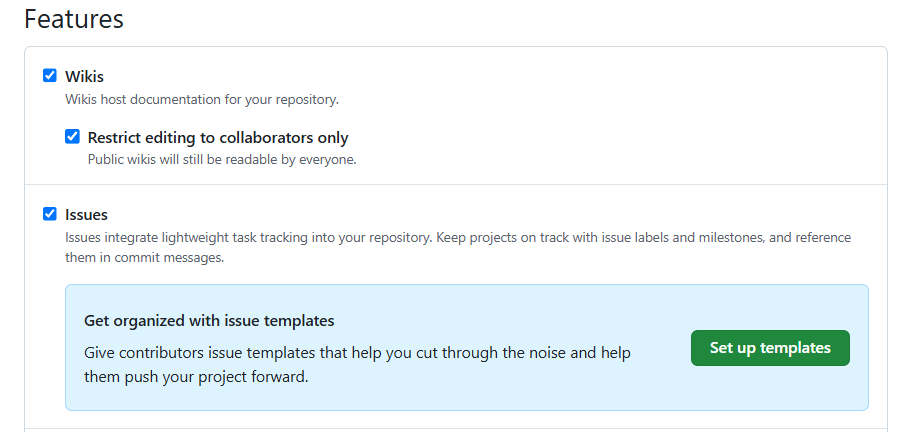 Features
Wikis
Wikis host documentation for your repository.
Restrict editing to collaborators only
Public wikis will still be readable by everyone.
Issues
Issues integrate lightweight task tracking into your repository. Keep projects on track with issue labels and milestones, and reference
them in commit messages.
Get organized with issue templates
Give contributors issue templates that help you cut through the noise and help
them push your project forward.
Set up templates